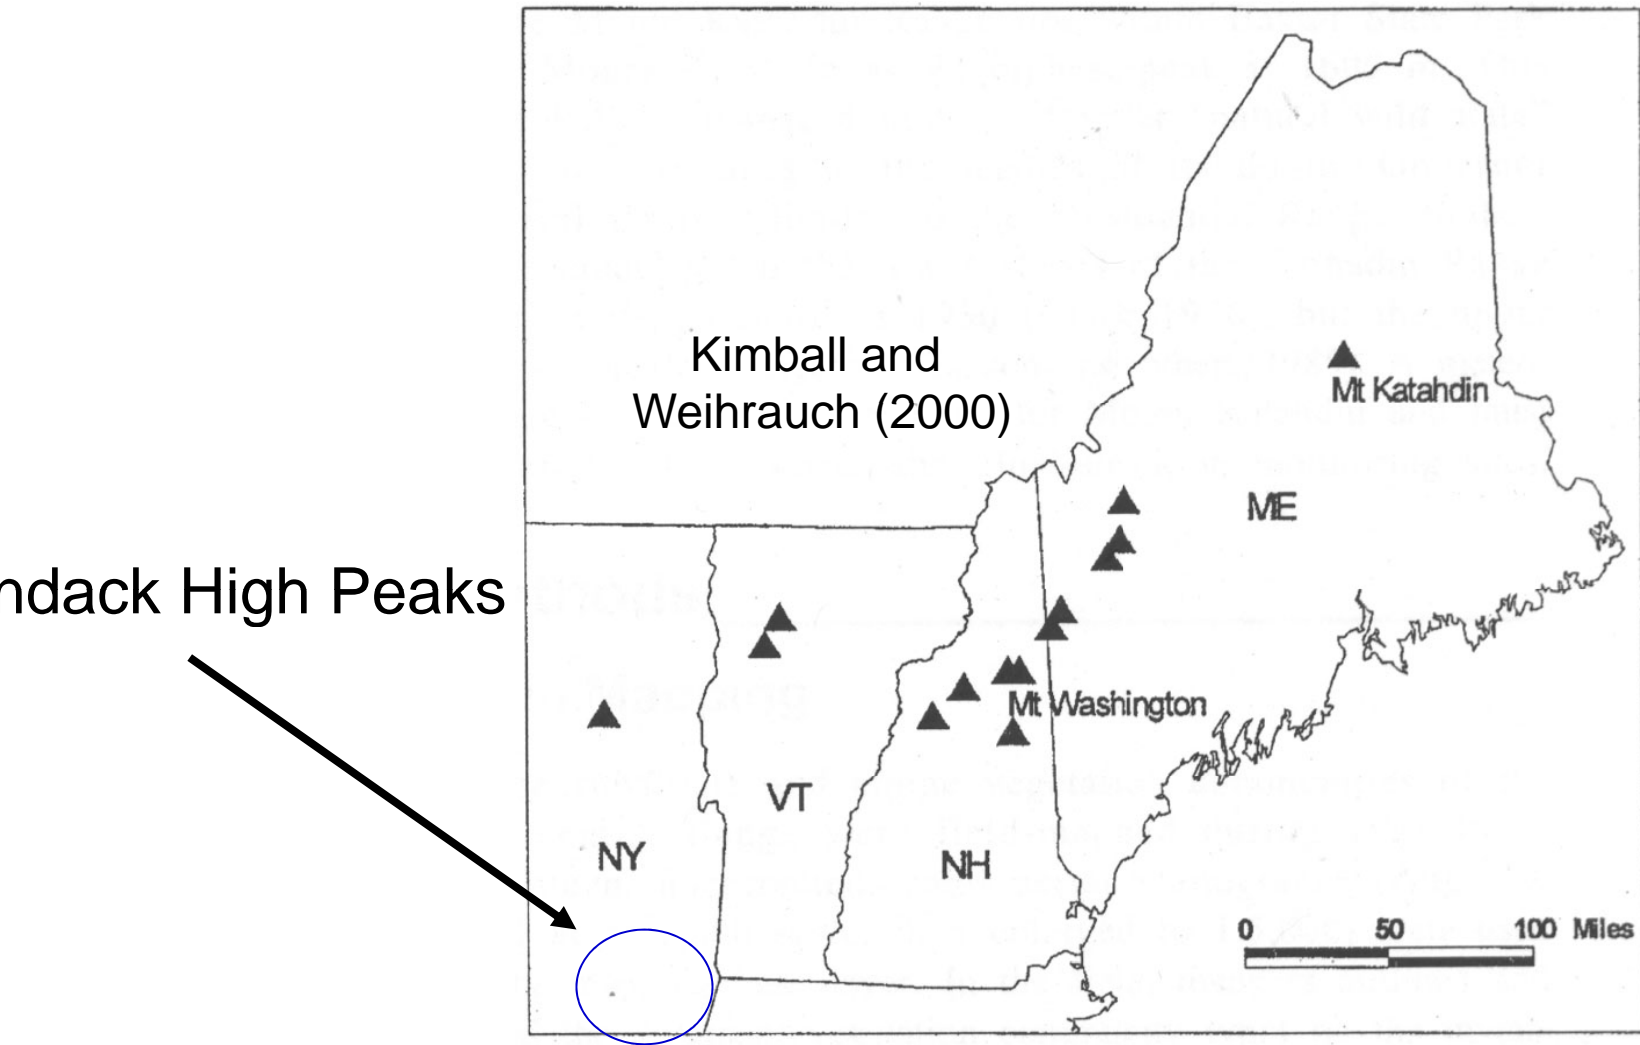 Kimball and
Weihrauch (2000)
Mt Katahdin
ME
ndack High Peaks
Mt Washington
VT
NY
NH
0 50 100 Miles